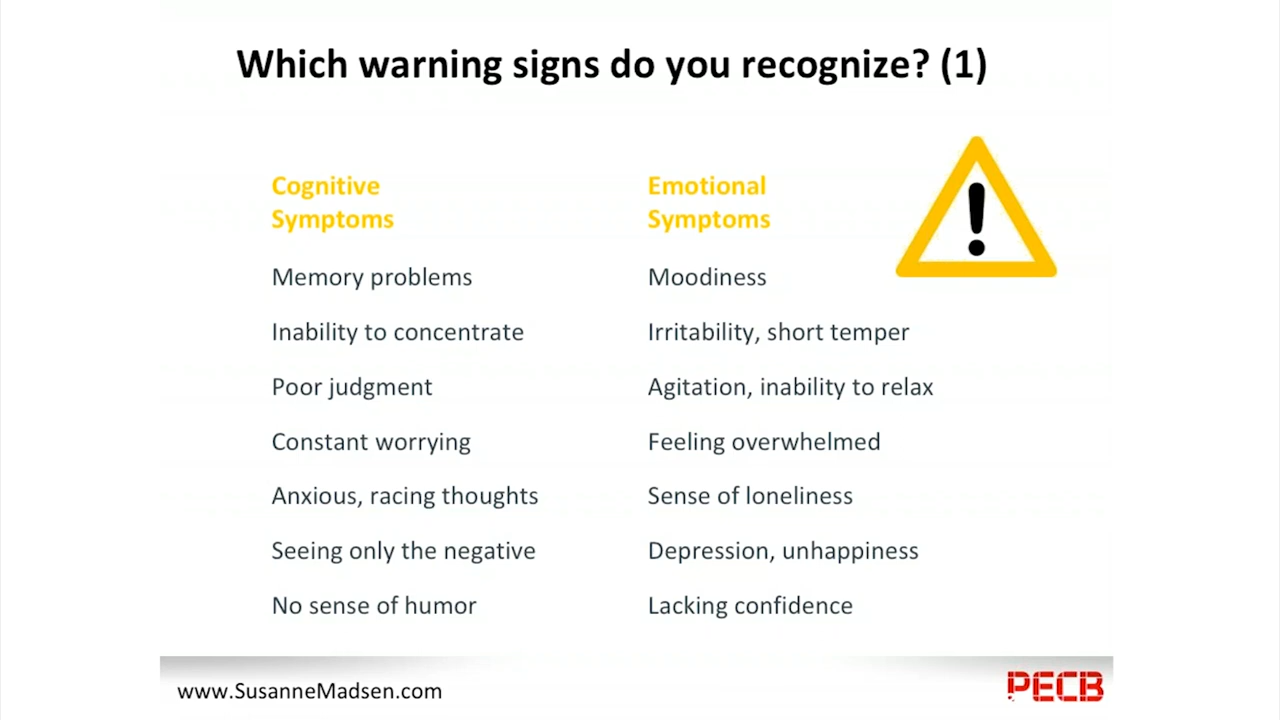 Which warning signs do you recognize? (1)
Cognitive
Symptoms
Memory problems
Inability to concentrate
Poor judgment
Constant worrying
Anxious, racing thoughts
Seeing only the negative
No sense of humor
Emotional
Symptoms
Moodiness
Irritability, short temper
Agitation, inability to relax
Feeling overwhelmed
Sense of loneliness
Depression, unhappiness
Lacking confidence
www.SusanneMadsen.com
PECB